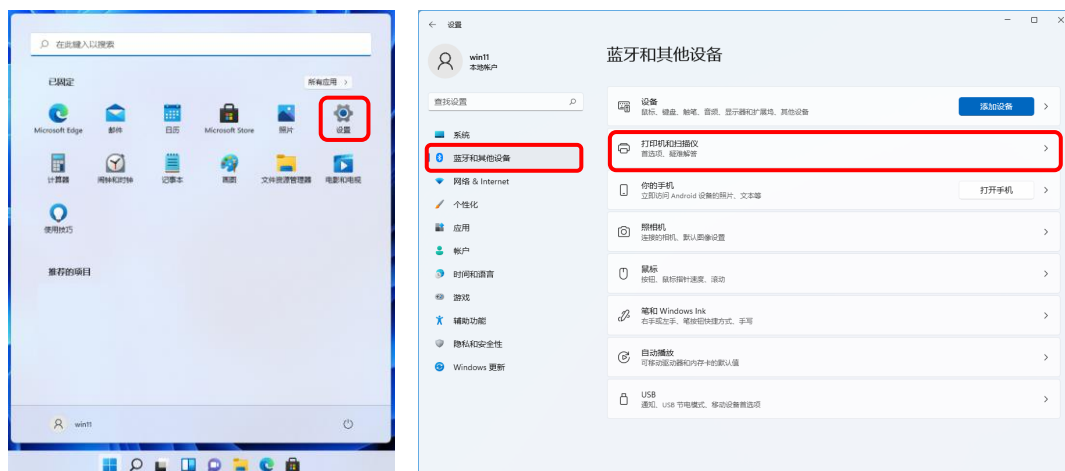 在此键入以搜索
已固定
所有应用 >
Microsoft Edge
邮件
日历
Microsoft Store
照片
设置
计算器
闹钟和时钟
记事本
画图
文件资源管理器
电影和电视
使用技巧
推荐的项目
win11
设置
win11
本地帐户
查找设置
系统
蓝牙和其他设备
网络 & Internet
个性化
应用
帐户
时间和语言
游戏
辅助功能
隐私和安全性
Windows 更新
蓝牙和其他设备
设备
鼠标、键盘、触笔、音频、显示器和扩展坞、其他设备
添加设备
打印机和扫描仪
首选项、疑难解答
你的手机
立即访问 Android 设备的照片、文本等
打开手机
照相机
连接的相机、默认图像设置
鼠标
按钮、鼠标指针速度、滚动
笔和 Windows Ink
右手或左手、笔按钮快捷方式、手写
自动播放
可移动驱动器和内存卡的默认值
USB
通知、USB 节电模式、移动设备首选项